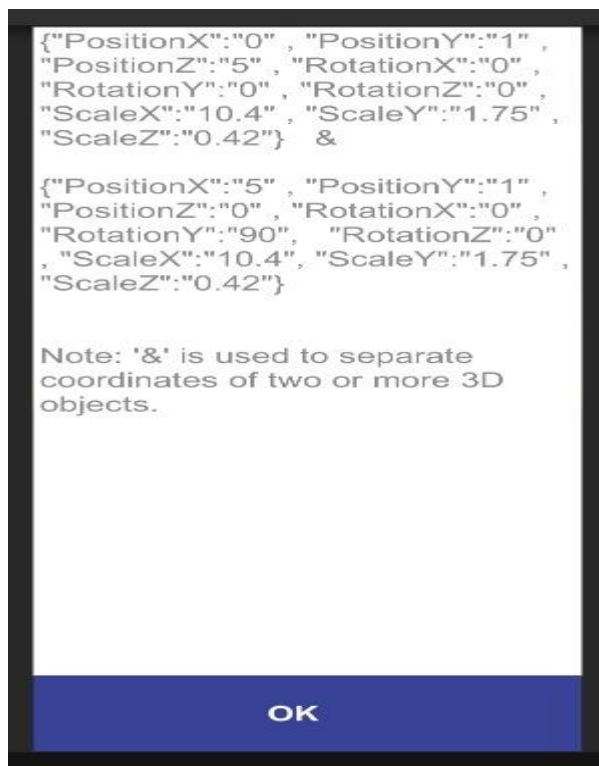 {"PositionX":"0" , "PositionY":"1" ,
"PositionZ":"5" , "RotationX":"0" ,
"RotationY":"0" , "RotationZ":"0" ,
"ScaleX":"10.4" , "ScaleY":"1.75" ,
"ScaleZ":"0.42"}   &
{"PositionX":"5" , "PositionY":"1" ,
"PositionZ":"0" , "RotationX":"0" ,
"RotationY":"90",   "RotationZ":"0"
, "ScaleX":"10.4", "ScaleY":"1.75" ,
"ScaleZ":"0.42"}
Note: '&' is used to separate
coordinates of two or more 3D
objects.
OK